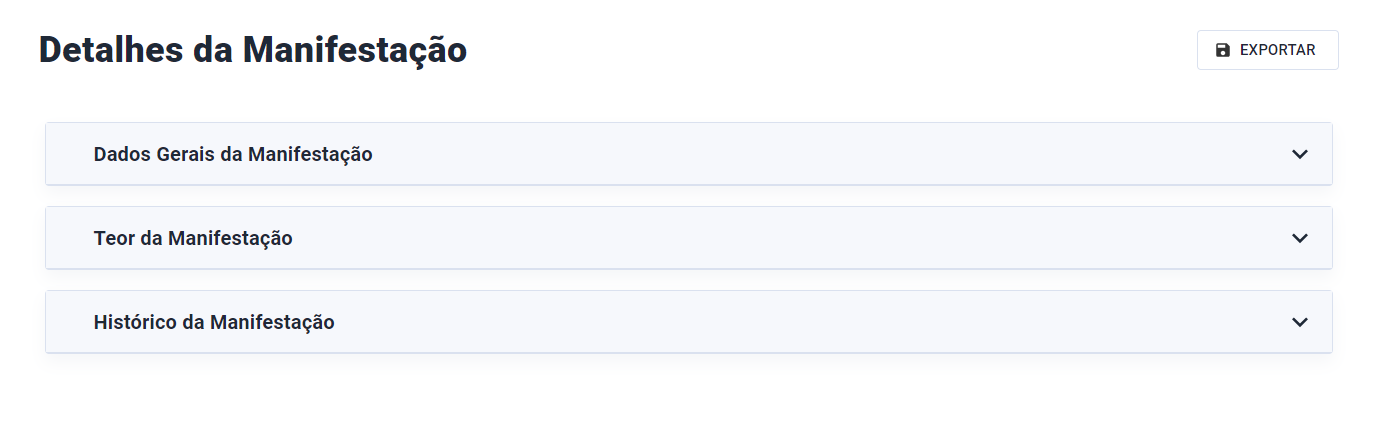 Detalhes da Manifestação
EXPORTAR
Dados Gerais da Manifestação
Teor da Manifestação
Histórico da Manifestação